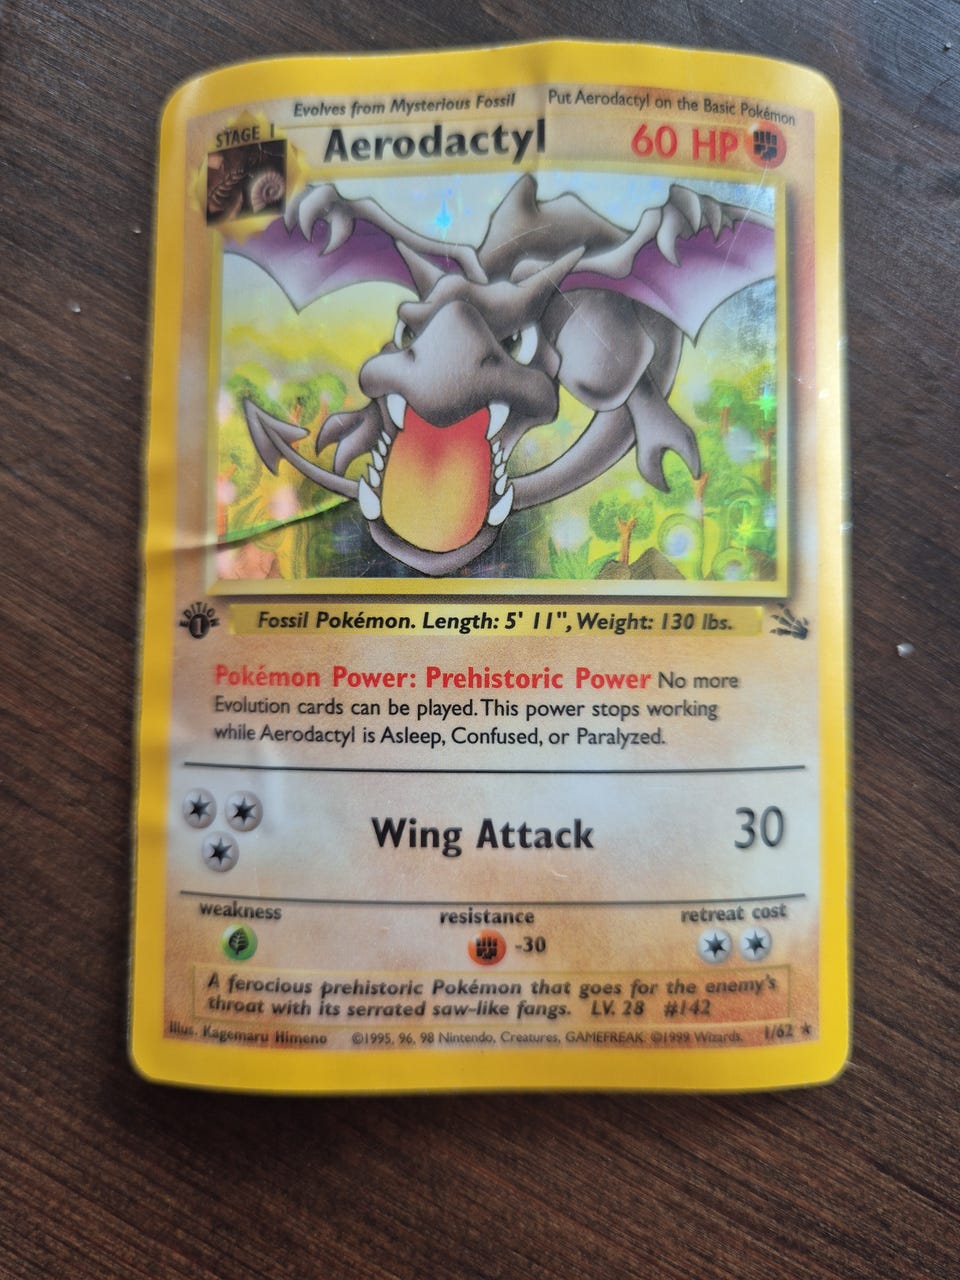 Evolves from Mysterious Fossil
Put Aerodactyl on the Basic Pokémon
STAGE 1
Aerodactyl
60 HP
EDITION
1
Fossil Pokémon. Length: 5' 11", Weight: 130 lbs.
Pokémon Power: Prehistoric Power No more
Evolution cards can be played. This power stops working
while Aerodactyl is Asleep, Confused, or Paralyzed.
Wing Attack
30
weakness
resistance
retreat cost
-30
A ferocious prehistoric Pokémon that goes for the enemy's
throat with its serrated saw-like fangs. LV. 28 #142
Illus. Kagemaru Himeno
©1995, 96, 98 Nintendo, Creatures, GAMEFREAK. ©1999 Wizards.
1/62 ★